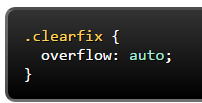 .clearfix {
  overflow: auto;
}